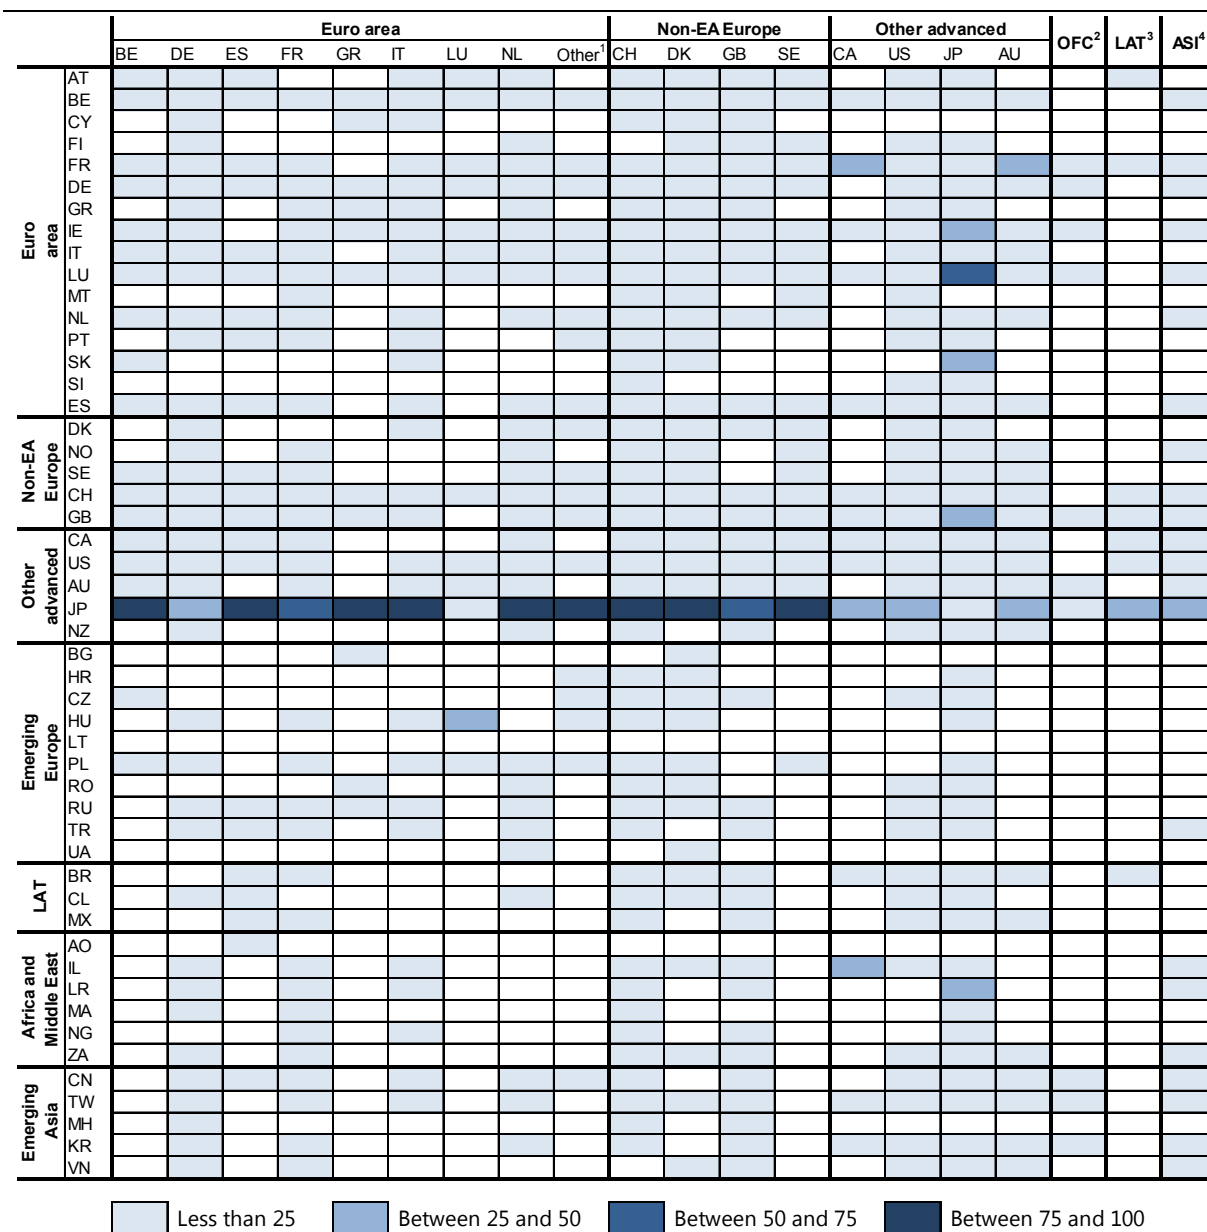 Euro area Non-EA Europe Other advanced OFC2 LAT3 ASI4
BE DE ES FR GR IT LU NL Other1 CH DK GB SE CA US JP AU
Euro area
AT
BE
CY
FI
FR
DE
GR
IE
IT
LU
MT
NL
PT
SK
SI
ES
Non-EA Europe
DK
NO
SE
CH
GB
Other advanced
CA
US
AU
JP
NZ
Emerging Europe
BG
HR
CZ
HU
LT
PL
RO
RU
TR
UA
LAT
BR
CL
MX
Africa and Middle East
AO
IL
LR
MA
NG
ZA
Emerging Asia
CN
TW
MH
KR
VN
Less than 25 Between 25 and 50 Between 50 and 75 Between 75 and 100